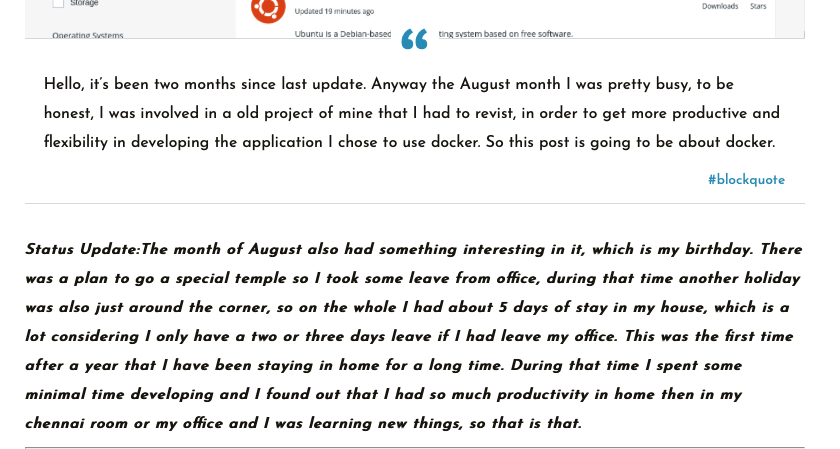 Storage
Updated 19 minutes ago
Downloads Stars
Operating Systems
Ubuntu is a Debian-based ting system based on free software.
Hello, it's been two months since last update. Anyway the August month I was pretty busy, to be
honest, I was involved in a old project of mine that I had to revist, in order to get more productive and
flexibility in developing the application I chose to use docker. So this post is going to be about docker.
#blockquote
Status Update:The month of August also had something interesting in it, which is my birthday. There
was a plan to go a special temple so I took some leave from office, during that time another holiday
was also just around the corner, so on the whole I had about 5 days of stay in my house, which is a
lot considering I only have a two or three days leave if I had leave my office. This was the first time
after a year that I have been staying in home for a long time. During that time I spent some
minimal time developing and I found out that I had so much productivity in home then in my
chennai room or my office and I was learning new things, so that is that.